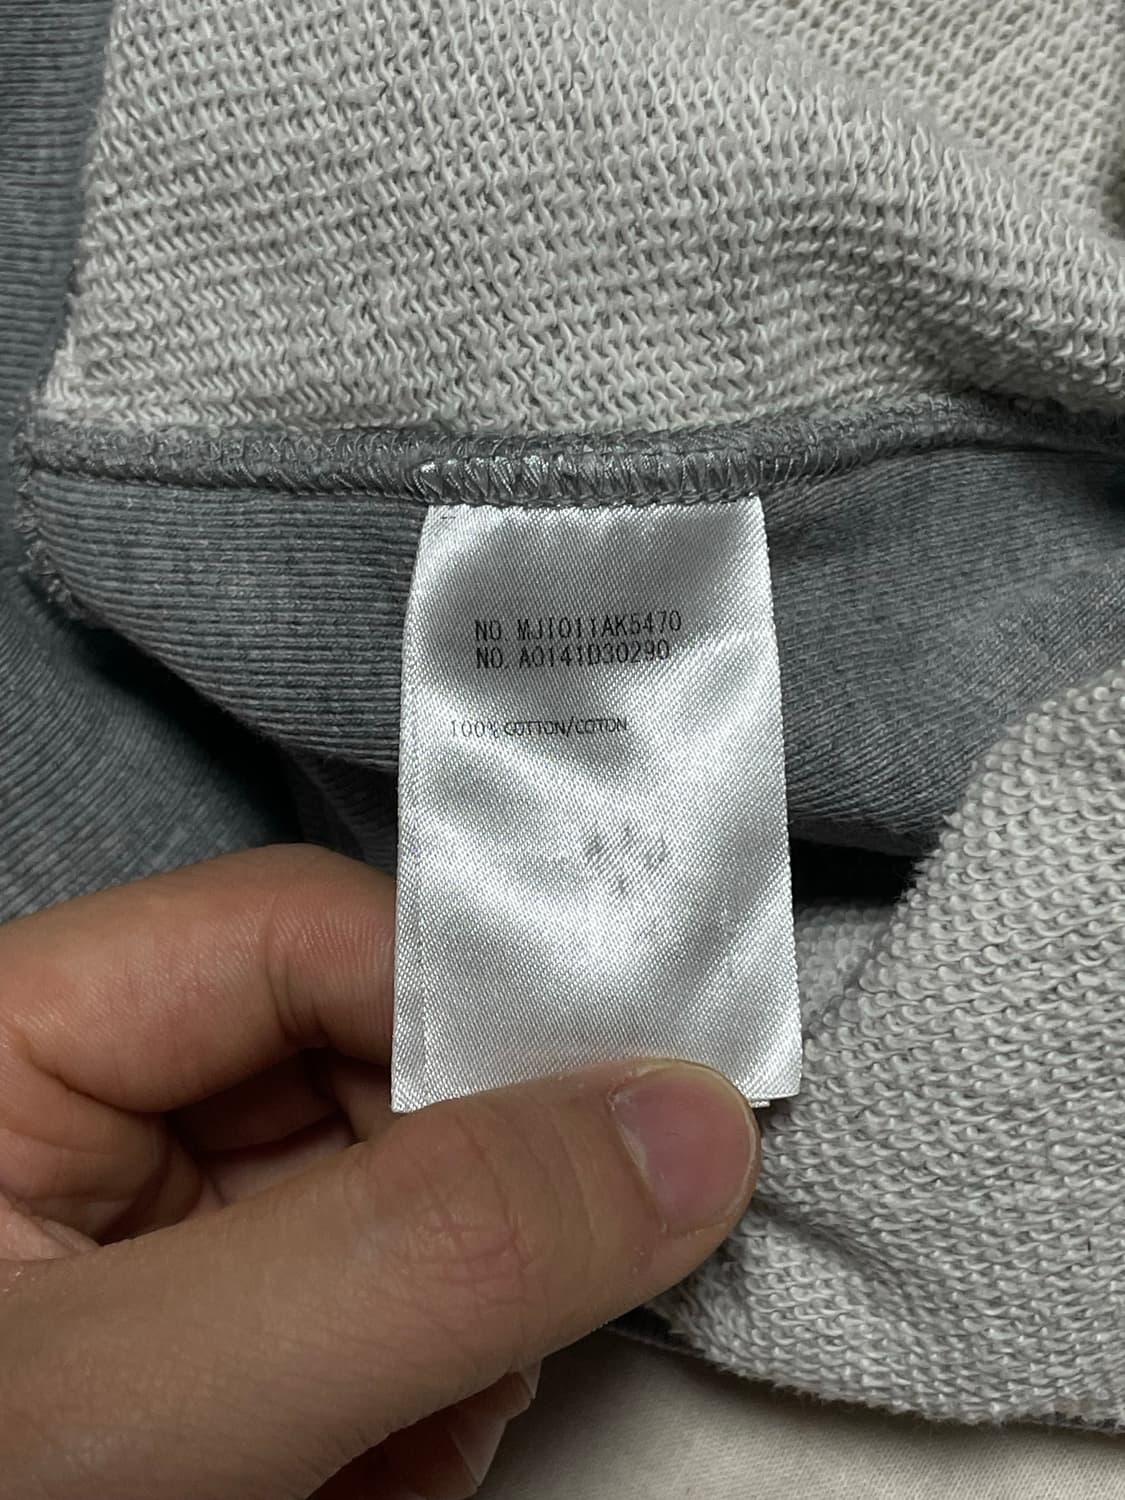 NO. MJI011AK5470
NO. A0141D30290
100% COTTON/COTON